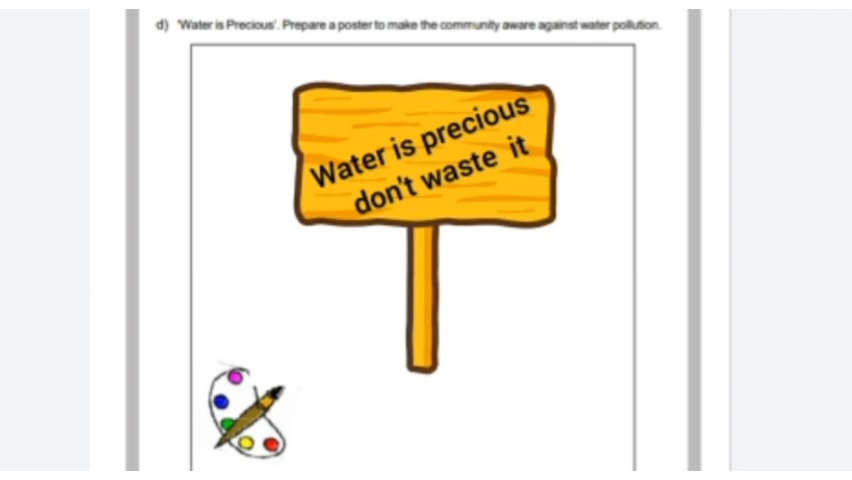 d) 'Water is Precious'. Prepare a poster to make the community aware against water pollution.
Water is precious
don't waste it